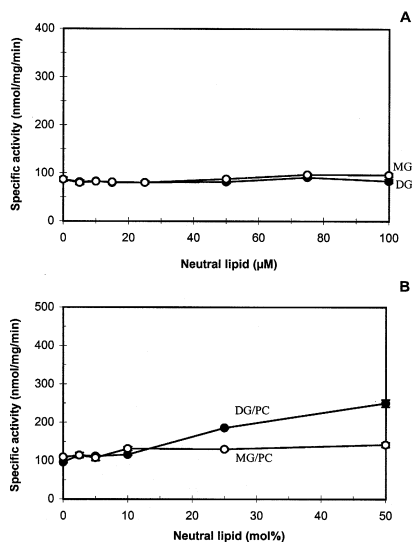 A
Specific activity (nmol/mg/min)
400
300
200
100
0
MG
DG
0
20
40
60
80
100
Neutral lipid (µM)
B
Specific activity (nmol/mg/min)
500
400
300
200
100
0
DG/PC
MG/PC
0
10
20
30
40
50
Neutral lipid (mol%)